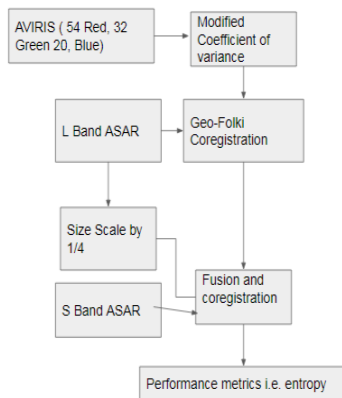 AVIRIS ( 54 Red, 32
Green 20, Blue)
Modified
Coefficient of
variance
L Band ASAR
Geo-Folki
Coregistration
Size Scale by
1/4
Fusion and
coregistration
S Band ASAR
Performance metrics i.e. entropy